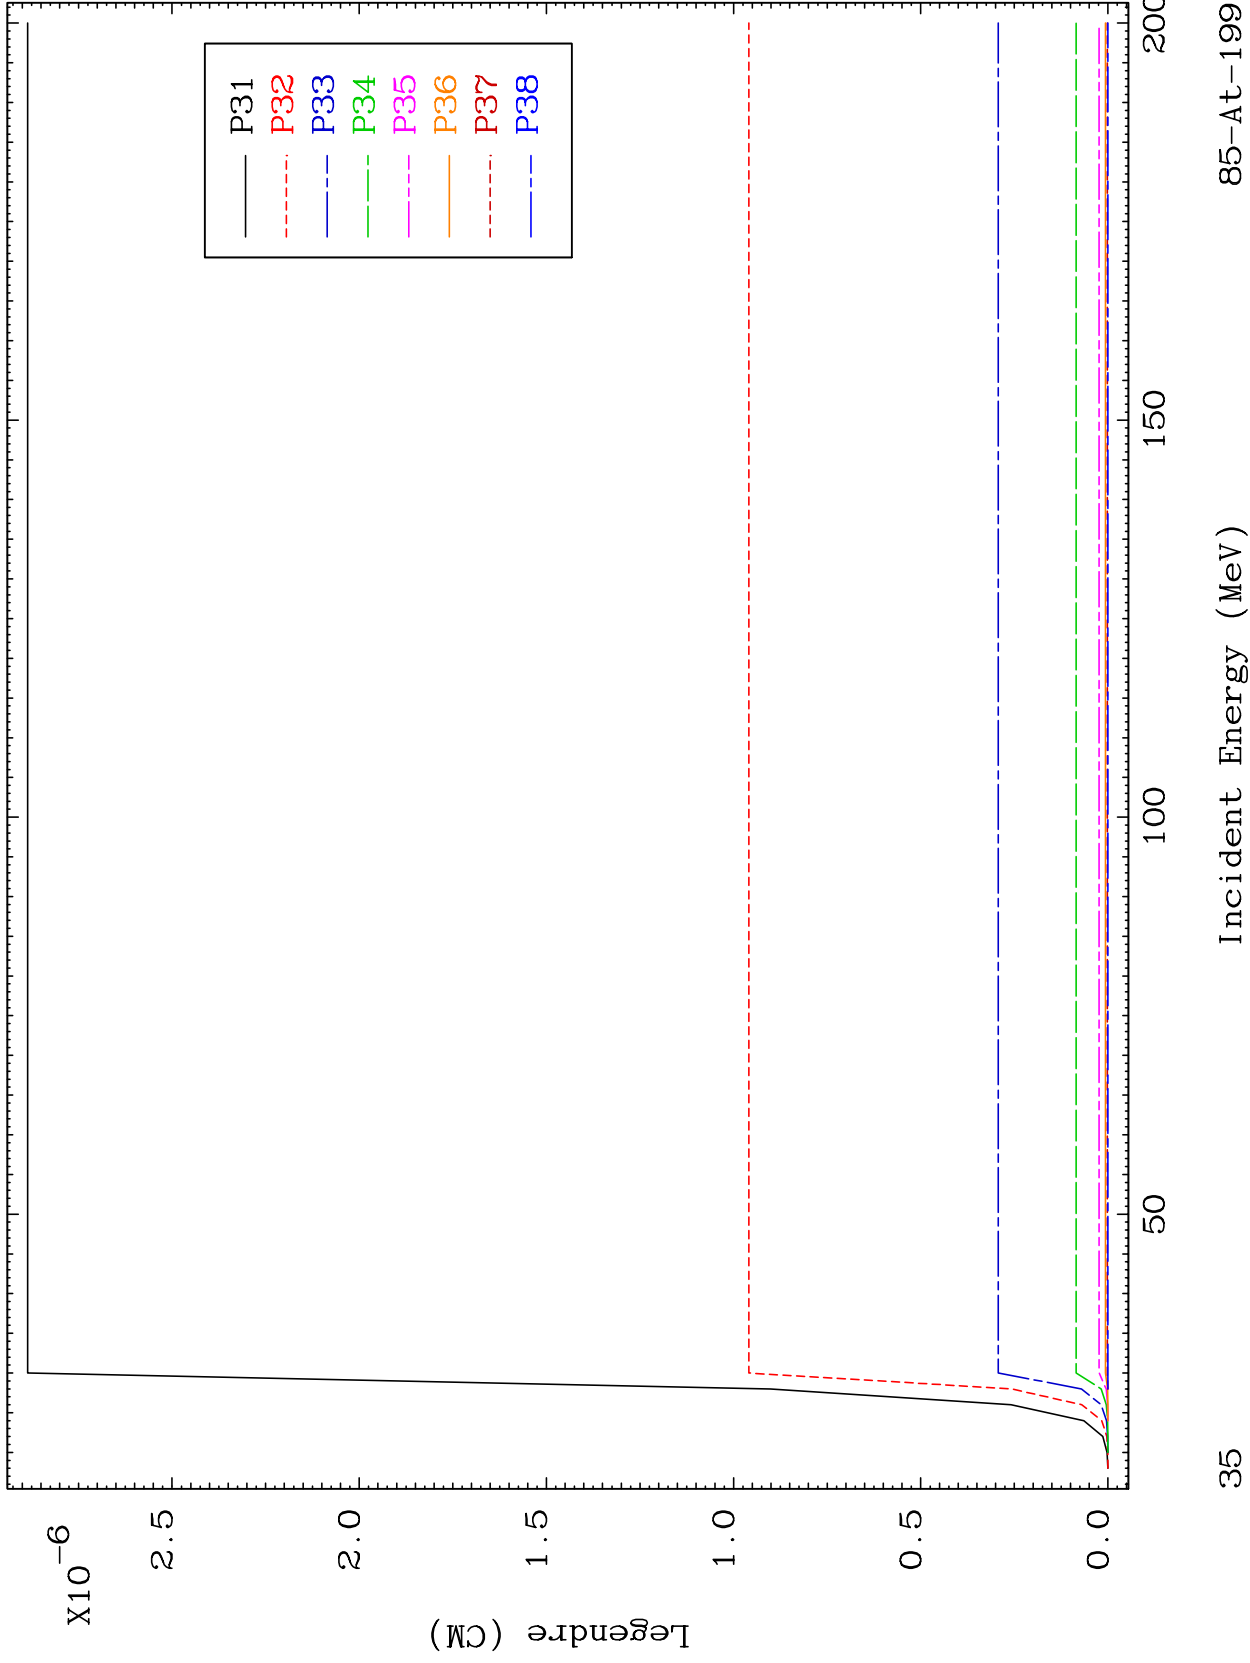 X10-6
2.5
2.0
1.5
1.0
0.5
0.0
Legendre (CM)
P31
P32
P33
P34
P35
P36
P37
P38
50
100
150
200
Incident Energy (MeV)
35
85-At-199